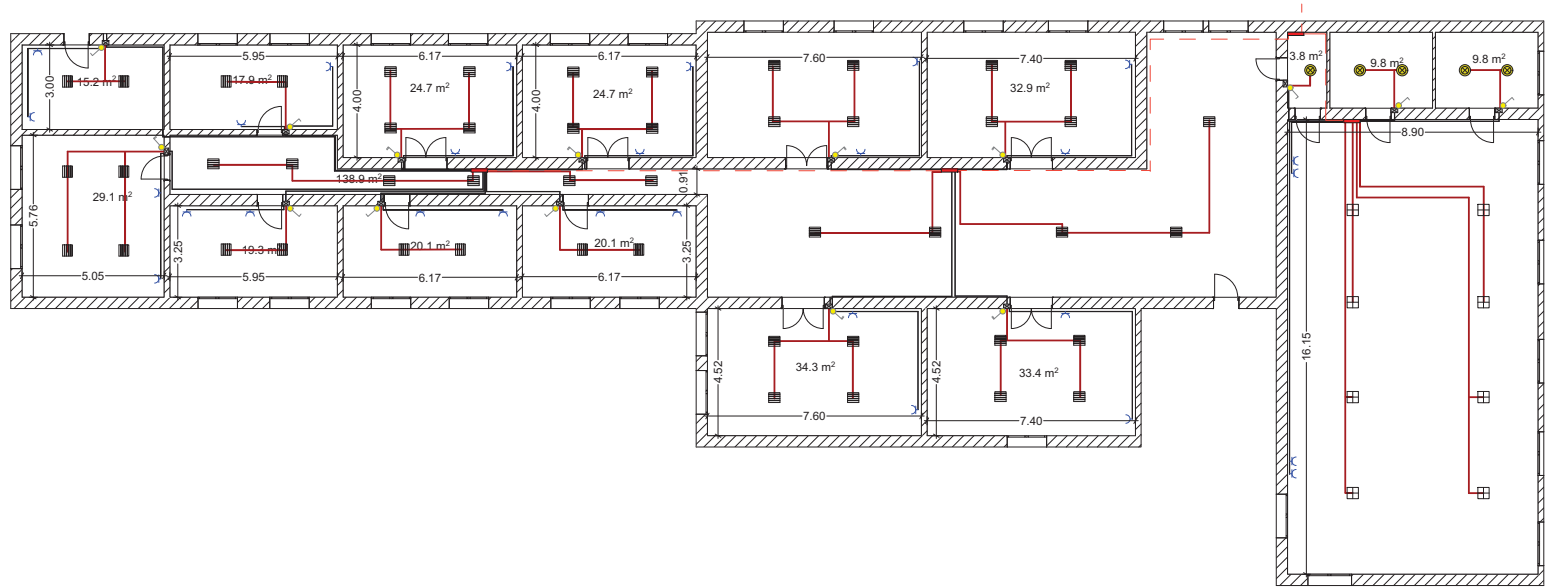 5.95
6.17
6.17
7.60
7.40
3.8 m²
9.8 m²
9.8 m²
15.2 m²
17.9 m²
24.7 m²
24.7 m²
32.9 m²
3.00
4.00
4.00
8.90
138.9 m²
0.91
29.1 m²
5.76
3.25
19.3 m²
20.1 m²
20.1 m²
3.25
5.05
5.95
6.17
6.17
16.15
4.52
34.3 m²
4.52
33.4 m²
7.60
7.40